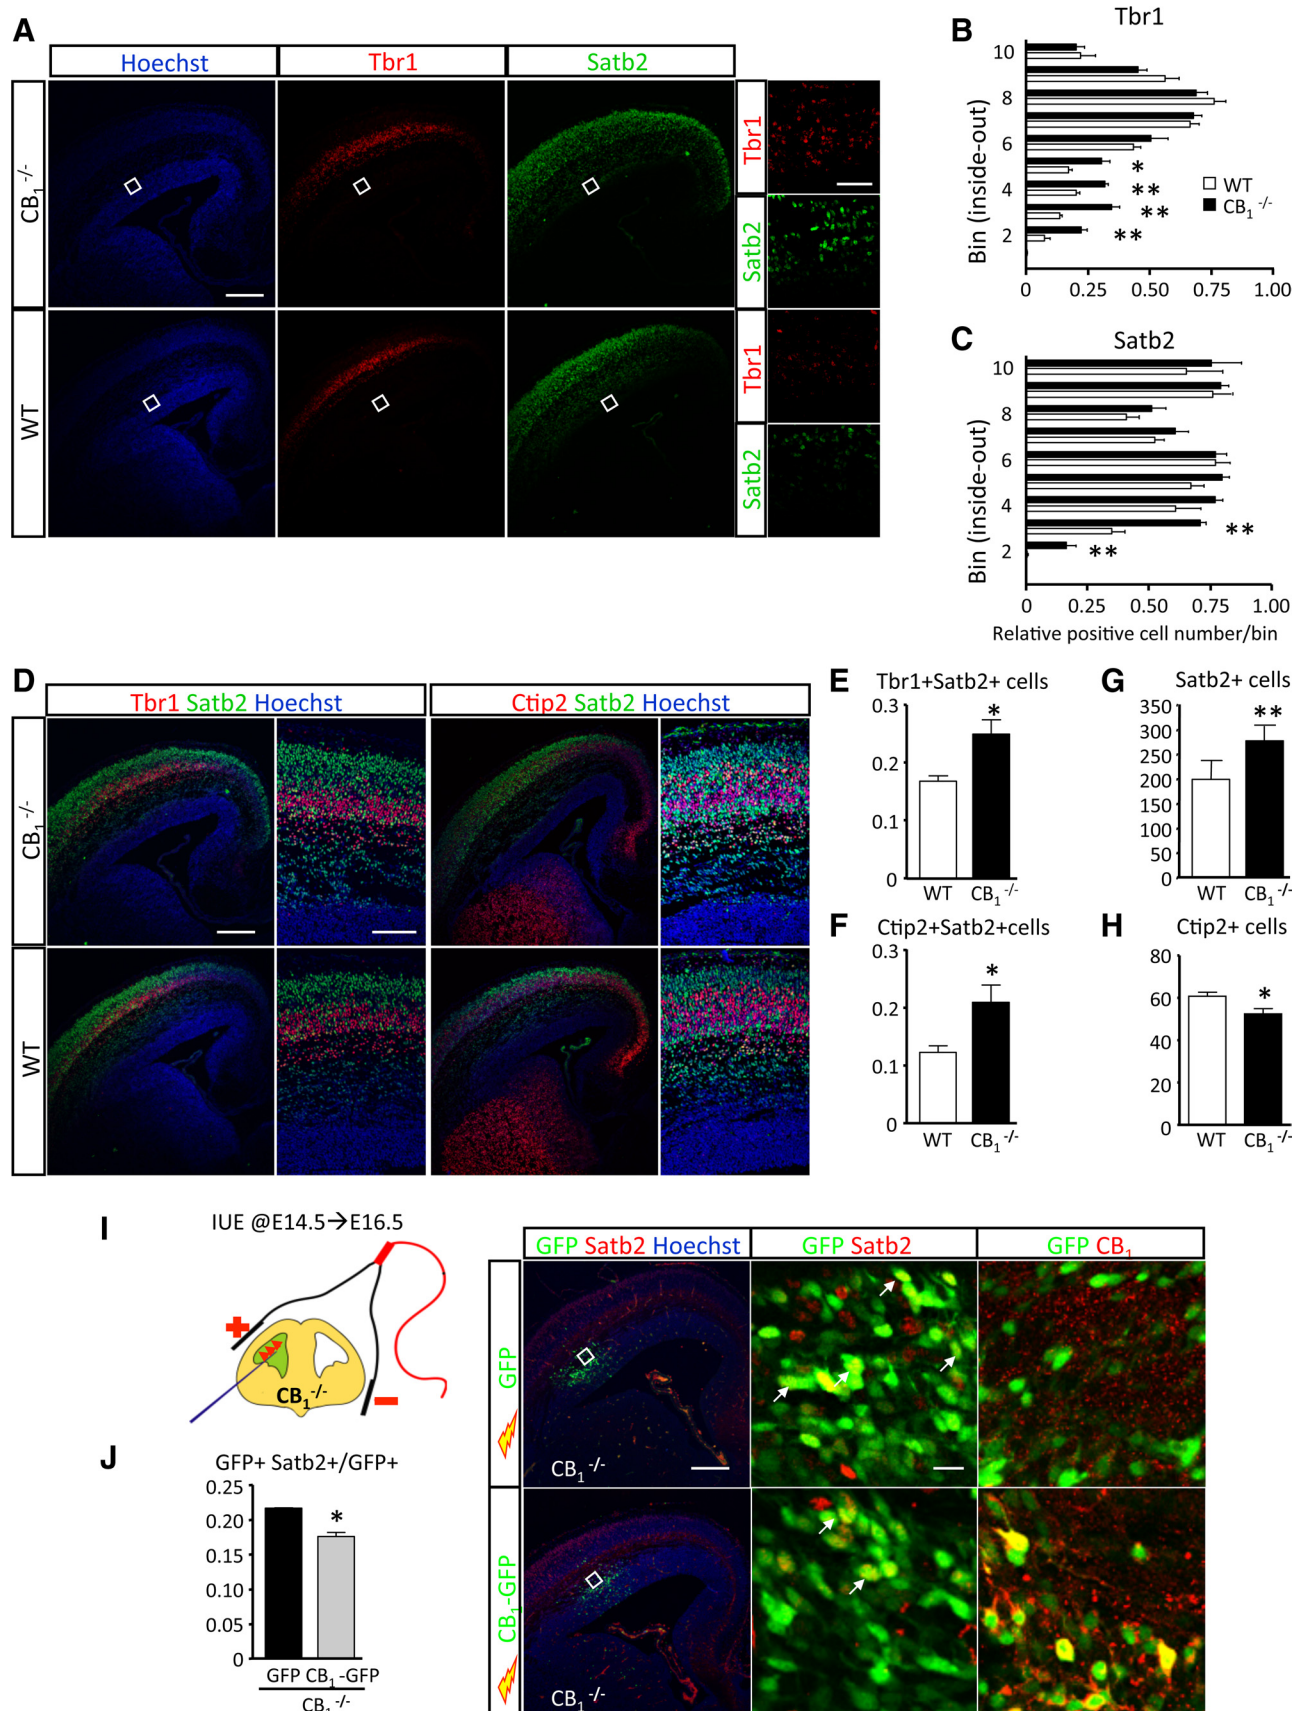 A
Hoechst
Tbr1
Satb2
CB1 -/-
WT
Tbr1
Satb2
Tbr1
Satb2
B
Tbr1
Bin (inside-out)
10
8
6
4
2
*
**
**
**
WT
CB1 -/-
0 0.25 0.50 0.75 1.00
C
Satb2
Bin (inside-out)
10
8
6
4
2
**
**
0 0.25 0.50 0.75 1.00
Relative positive cell number/bin
D
Tbr1 Satb2 Hoechst
Ctip2 Satb2 Hoechst
CB1 -/-
WT
E
Tbr1+Satb2+ cells
0.3
0.2
0.1
0
*
WT CB1 -/-
F
Ctip2+Satb2+cells
0.3
0.2
0.1
0
*
WT CB1 -/-
G
Satb2+ cells
350
300
250
200
150
100
50
0
**
WT CB1 -/-
H
Ctip2+ cells
80
60
40
20
0
*
WT CB1 -/-
I
IUE @E14.5→E16.5
+
−
CB1 -/-
GFP Satb2 Hoechst
GFP Satb2
GFP CB1
GFP
CB1 -/-
CB1-GFP
CB1 -/-
J
GFP+ Satb2+/GFP+
0.25
0.20
0.15
0.10
0.05
0
*
GFP CB1-GFP
CB1 -/-